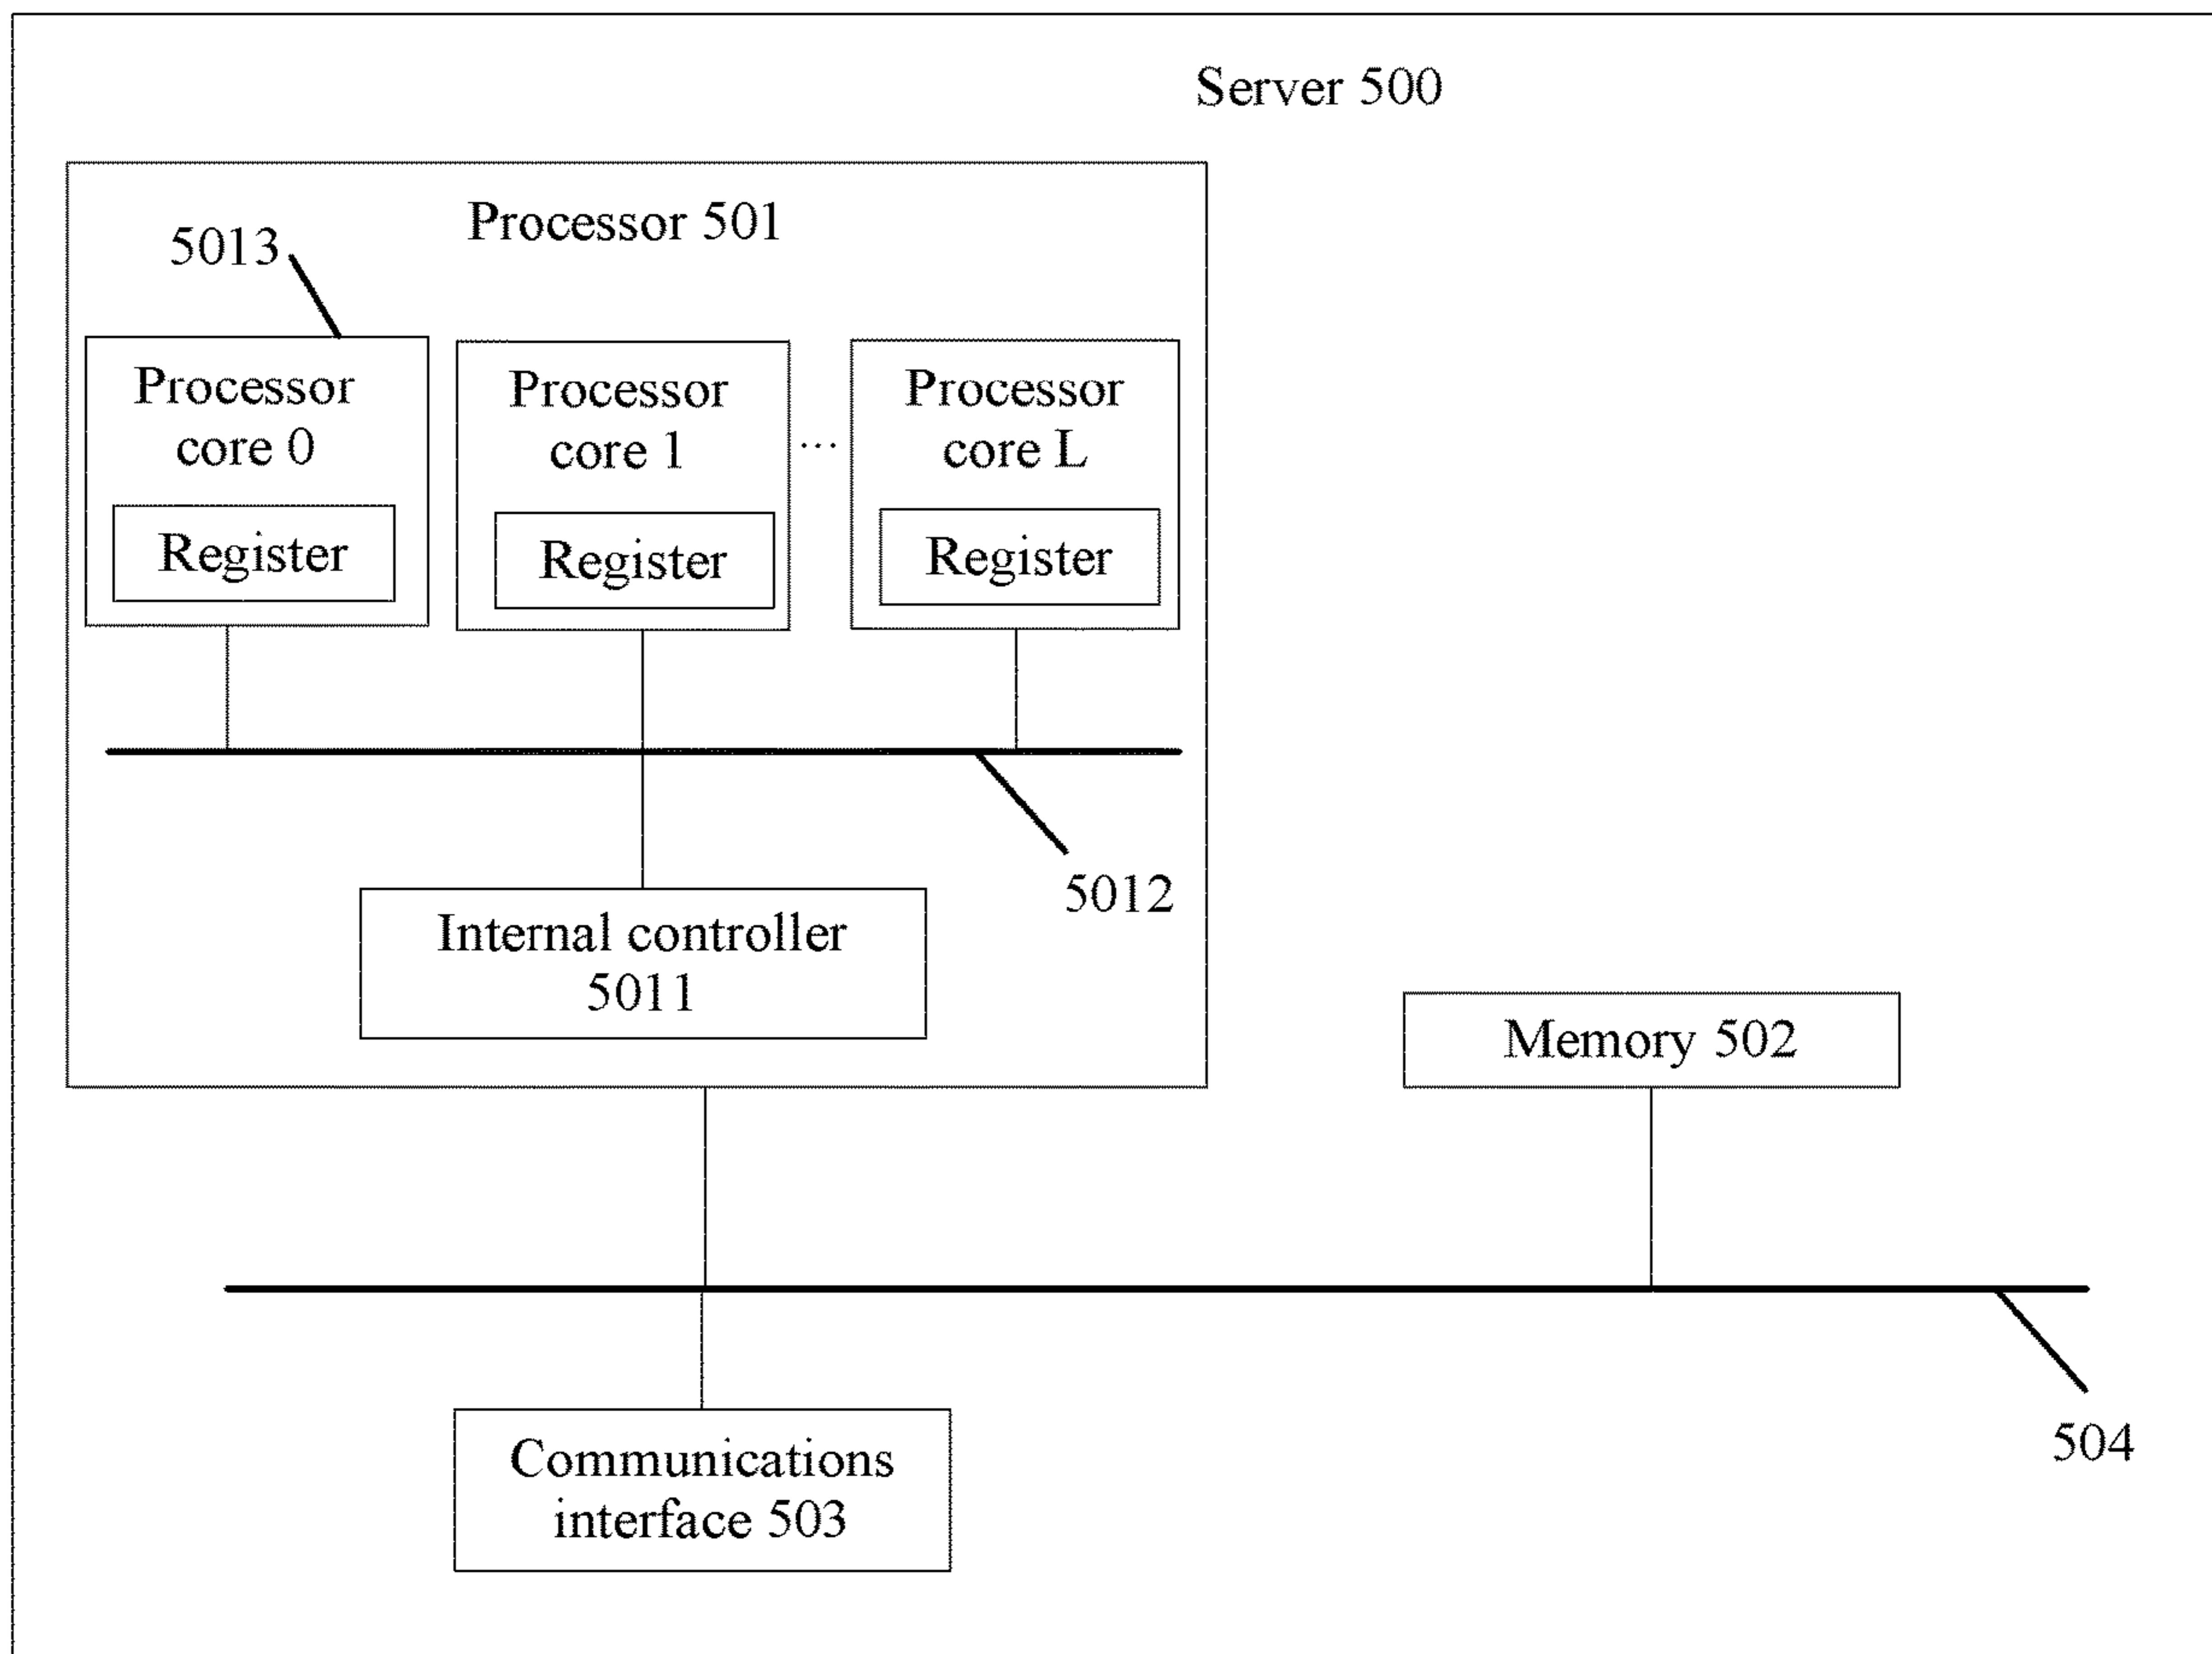 Server 500
Processor 501
5013
Processor
core 0
Register
Processor
core 1
Register
...
Processor
core L
Register
5012
Internal controller
5011
Memory 502
504
Communications
interface 503